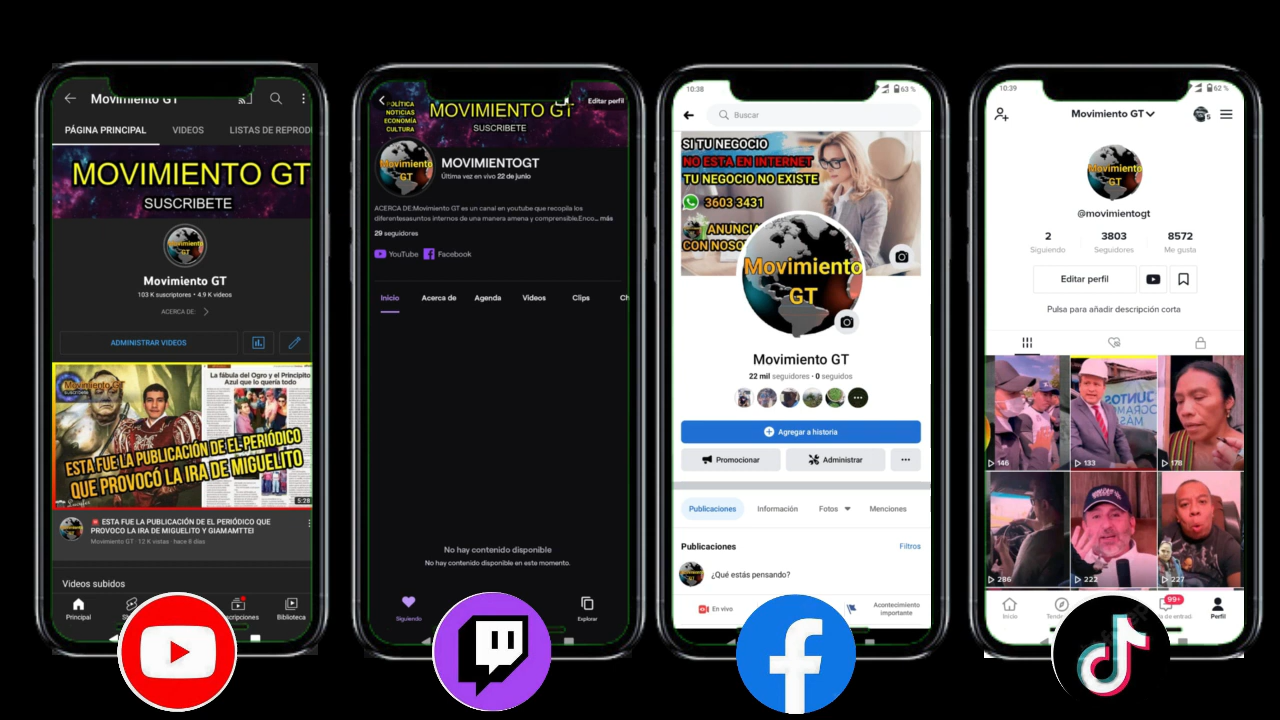 Movimiento GT
PÁGINA PRINCIPAL VIDEOS LISTAS DE REPROD
MOVIMIENTO GT
SUSCRIBETE
Movimiento GT
Movimiento GT
103 K suscriptores • 4.9 K videos
ACERCA DE:
ADMINISTRAR VIDEOS
Movimiento GT
La fábula del Ogro y el Principito
Azul que lo quería todo
ESTA FUE LA PUBLICACIÓN DE EL PERIÓDICO
QUE PROVOCÓ LA IRA DE MIGUELITO
5:28
ESTA FUE LA PUBLICACIÓN DE EL PERIÓDICO QUE
PROVOCO LA IRA DE MIGUELITO Y GIAMAMTTEI
Movimiento GT · 12 K vistas · hace 6 días
Videos subidos
Principal
Biblioteca
POLÍTICA
NOTICIAS
ECONOMÍA
CULTURA
MOVIMIENTO GT
SUSCRIBETE
Editar perfil
Movimiento
GT
MOVIMIENTOGT
Última vez en vivo 22 de junio
ACERCA DE:Movimiento GT es un canal en youtube que recopila los
diferentesasuntos internos de una manera amena y comprensible.Enco... más
29 seguidores
YouTube Facebook
Inicio Acerca de Agenda Videos Clips Ch
No hay contenido disponible
No hay contenido disponible en este momento.
Siguiendo
Explorar
10:38
63 %
Buscar
SI TU NEGOCIO
NO ESTA EN INTERNET
TU NEGOCIO NO EXISTE
3603 3431
ANUNCIA
CON NOSO
Movimiento
GT
Movimiento GT
22 mil seguidores · 0 seguidos
Agregar a historia
Promocionar Administrar
Publicaciones Información Fotos Menciones
Publicaciones Filtros
¿Qué estás pensando?
En vivo
Acontecimiento
importante
10:39
62 %
Movimiento GT
Movimiento
GT
@movimientogt
2 3803 8572
Siguiendo Seguidores Me gusta
Editar perfil
Pulsa para añadir descripción corta
JUNTOS
146 133 178
286 222 227
99+
Inicio
Perfil